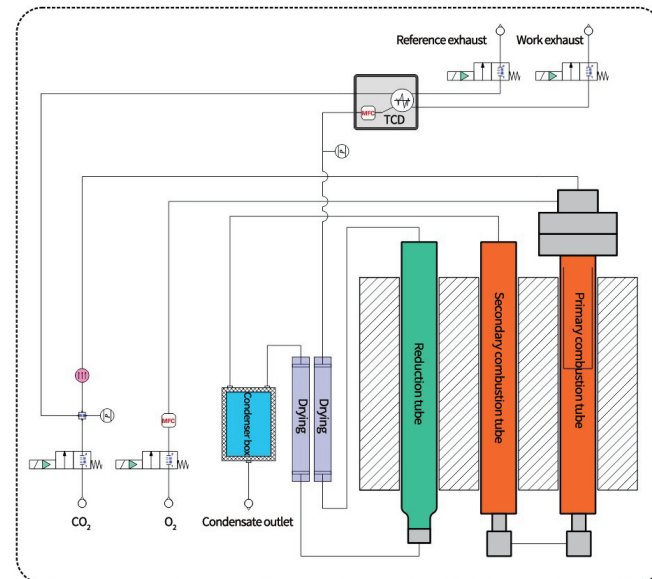 Reference exhaust
Work exhaust
MFC
TCD
Primary combustion tube
Secondary combustion tube
Reduction tube
Drying
Drying
Condenser box
MFC
CO₂
O₂
Condensate outlet